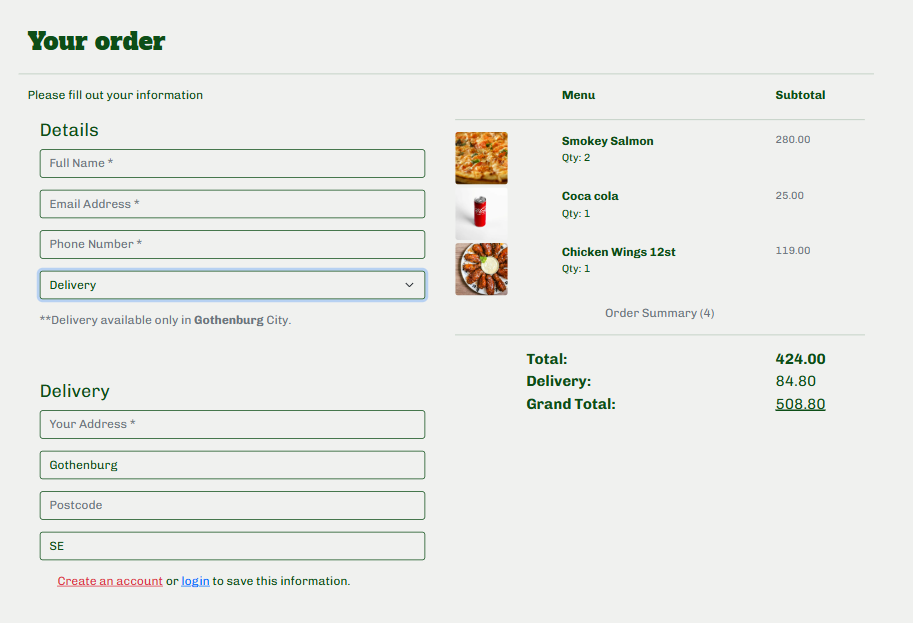 Your order
Please fill out your information
Details
Full Name *
Email Address *
Phone Number *
Delivery
**Delivery available only in Gothenburg City.
Delivery
Your Address *
Gothenburg
Postcode
SE
Create an account or login to save this information.
Menu Subtotal
Smokey Salmon 280.00
Qty: 2
Coca cola 25.00
Qty: 1
Chicken Wings 12st 119.00
Qty: 1
Order Summary (4)
Total: 424.00
Delivery: 84.80
Grand Total: 508.80